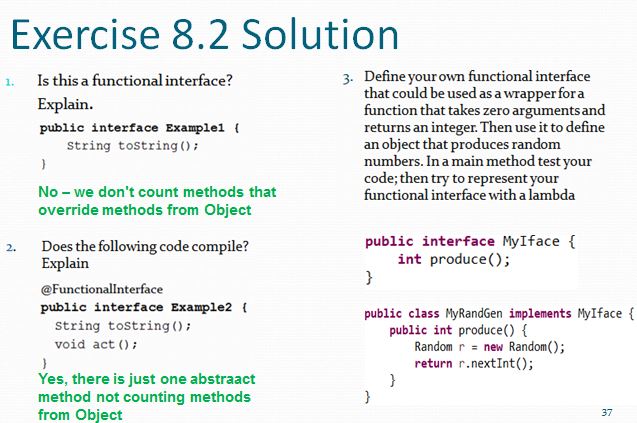 Exercise 8.2 Solution
1. Is this a functional interface?
Explain.
public interface Example1 {
String toString();
}
No – we don't count methods that
override methods from Object
2. Does the following code compile?
Explain
@FunctionalInterface
public interface Example2 {
String toString();
void act();
}
Yes, there is just one abstraact
method not counting methods
from Object
3. Define your own functional interface
that could be used as a wrapper for a
function that takes zero arguments and
returns an integer. Then use it to define
an object that produces random
numbers. In a main method test your
code; then try to represent your
functional interface with a lambda
public interface MyIface {
int produce();
}
public class MyRandGen implements MyIface {
public int produce() {
Random r = new Random();
return r.nextInt();
}
}
37